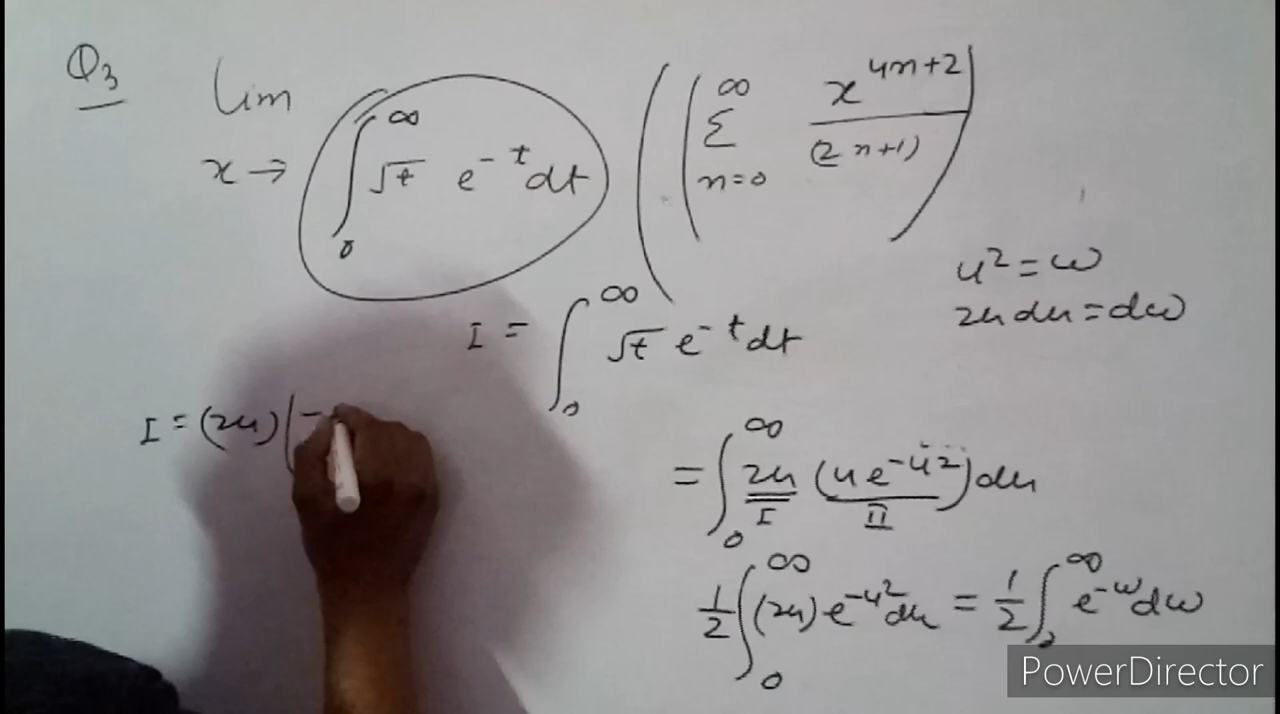 Q3 lim x→ ∫₀^∞ √t e^{-t} dt ( ( Σ_{n=0}^{∞} x^{4n+2} / (2n+1) )
u² = ω
2u du = dω
I = ∫₀^∞ √t e^{-t} dt
I = (2u) ( -
= ∫₀^∞ 2u (u e^{-u²}) du
I II
1/2 ∫₀^∞ (2u) e^{-u²} du = 1/2 ∫₀^∞ e^{-ω} dω
PowerDirector